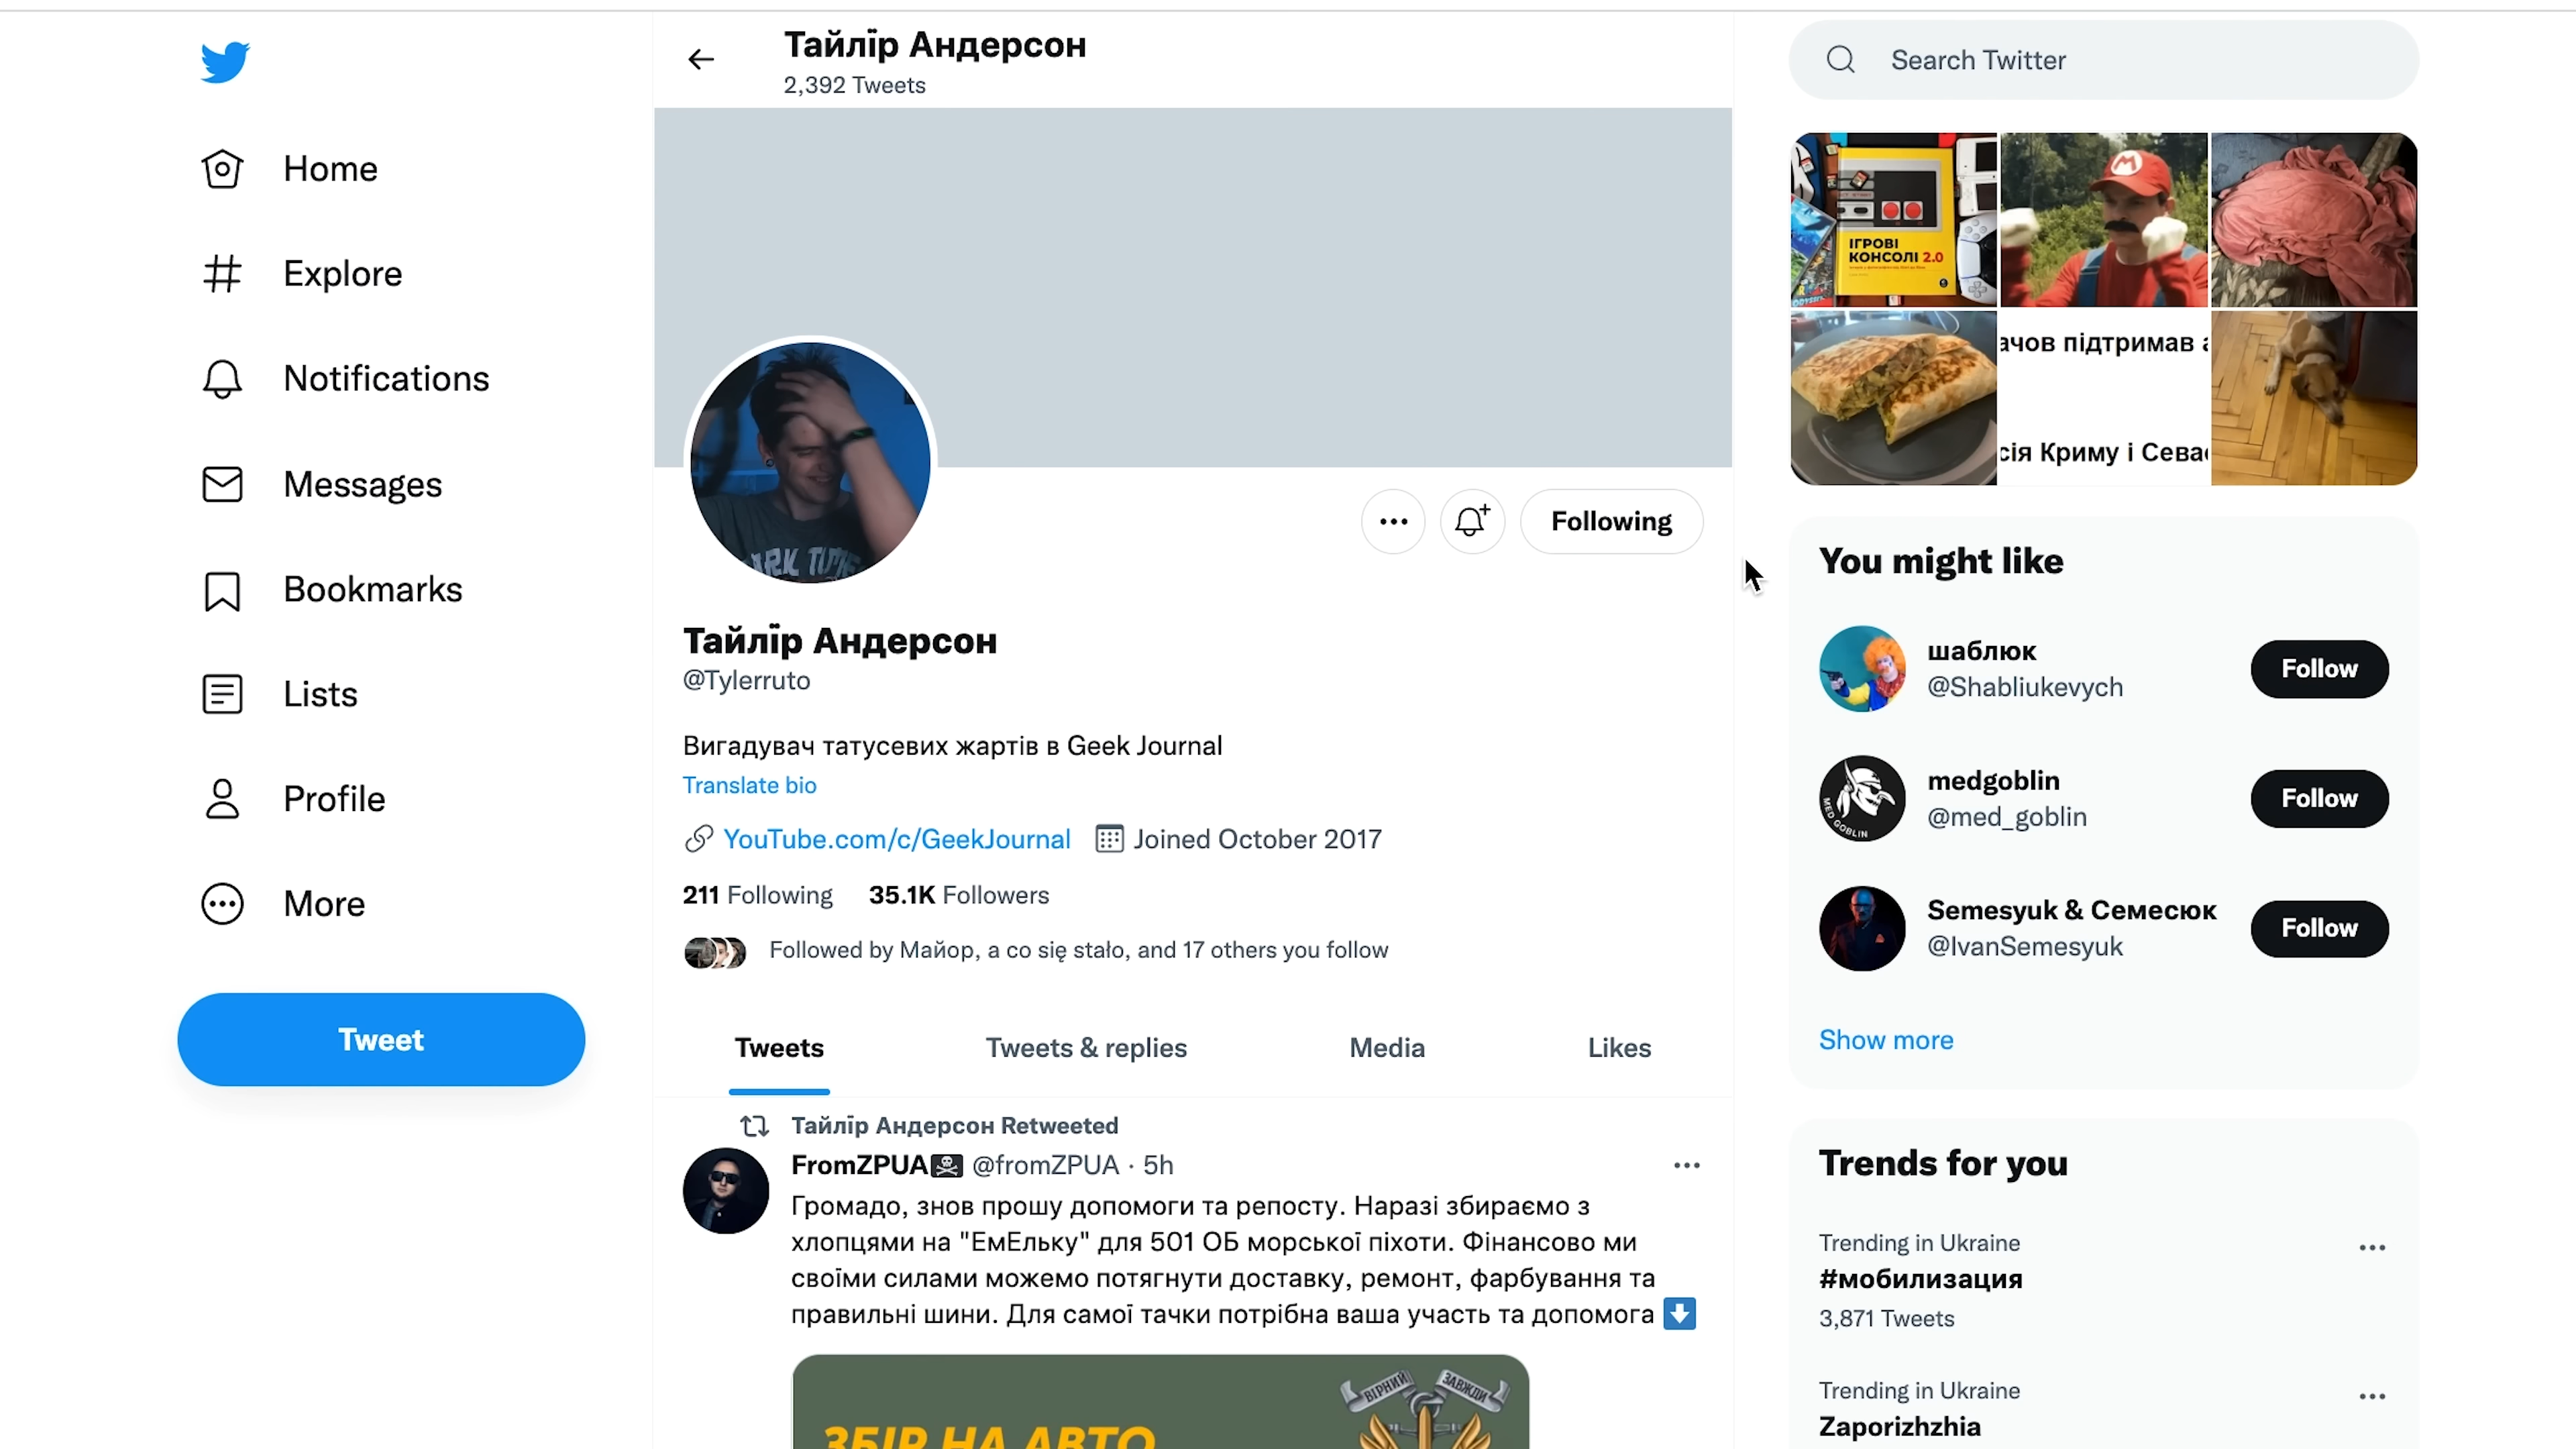 Тайлїр Андерсон
2,392 Tweets
Home
Explore
Notifications
Messages
Bookmarks
Lists
Profile
More
Tweet
Following
Тайлїр Андерсон
@Tylerruto
Вигадувач татусевих жартів в Geek Journal
Translate bio
YouTube.com/c/GeekJournal Joined October 2017
211 Following 35.1K Followers
Followed by Майор, a co się stało, and 17 others you follow
Tweets Tweets & replies Media Likes
Тайлїр Андерсон Retweeted
FromZPUA☠ @fromZPUA · 5h
Громадо, знов прошу допомоги та репосту. Наразі збираємо з
хлопцями на "ЕмЕльку" для 501 ОБ морської піхоти. Фінансово ми
своїми силами можемо потягнути доставку, ремонт, фарбування та
правильні шини. Для самої тачки потрібна ваша участь та допомога ⬇
ВІРНИЙ ЗАВЖДИ
ЗБІР НА АВТО
Search Twitter
ІГРОВІ
КОНСОЛІ 2.0
ачов підтримав а
сія Криму і Сева
You might like
шаблюк
@Shabliukevych
Follow
medgoblin
@med_goblin
Follow
MED GOBLIN
Semesyuk & Семесюк
@IvanSemesyuk
Follow
Show more
Trends for you
Trending in Ukraine
#мобилизация
3,871 Tweets
Trending in Ukraine
Zaporizhzhia